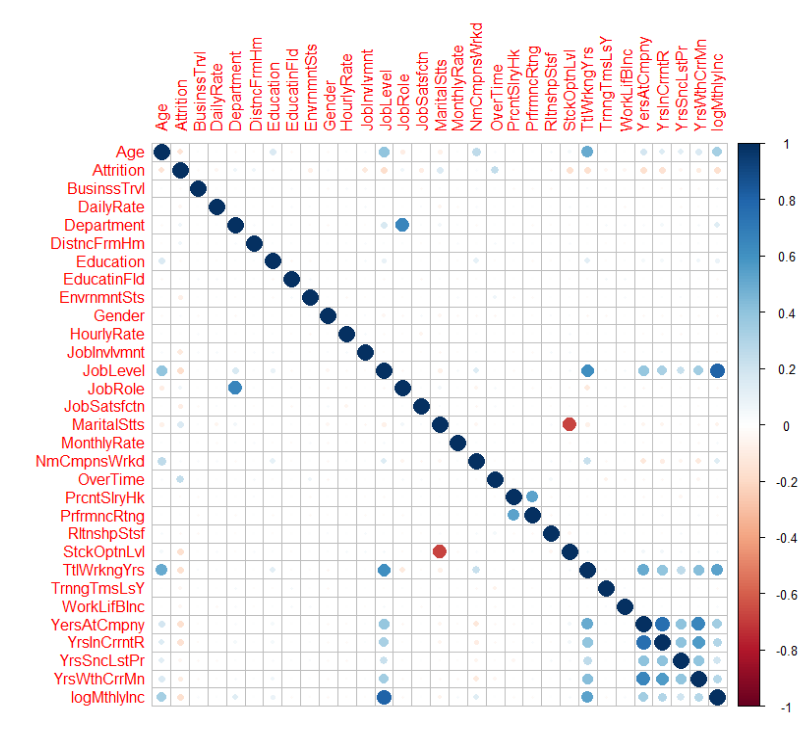 Age
Attrition
BusinssTrvl
DailyRate
Department
DistncFrmHm
Education
EducatinFld
EnvrnmntSts
Gender
HourlyRate
JobInvlvmnt
JobLevel
JobRole
JobSatsfctn
MaritalStts
MonthlyRate
NmCmpnsWrkd
OverTime
PrcntSlryHk
PrfrmncRtng
RltnshpStsf
StckOptnLvl
TtlWrkngYrs
TrnngTmsLsY
WorkLifBlnc
YersAtCmpny
YrsInCrrntR
YrsSncLstPr
YrsWthCrrMn
logMthlyInc
Age
Attrition
BusinssTrvl
DailyRate
Department
DistncFrmHm
Education
EducatinFld
EnvrnmntSts
Gender
HourlyRate
JobInvlvmnt
JobLevel
JobRole
JobSatsfctn
MaritalStts
MonthlyRate
NmCmpnsWrkd
OverTime
PrcntSlryHk
PrfrmncRtng
RltnshpStsf
StckOptnLvl
TtlWrkngYrs
TrnngTmsLsY
WorkLifBlnc
YersAtCmpny
YrsInCrrntR
YrsSncLstPr
YrsWthCrrMn
logMthlyInc
1
0.8
0.6
0.4
0.2
0
-0.2
-0.4
-0.6
-0.8
-1